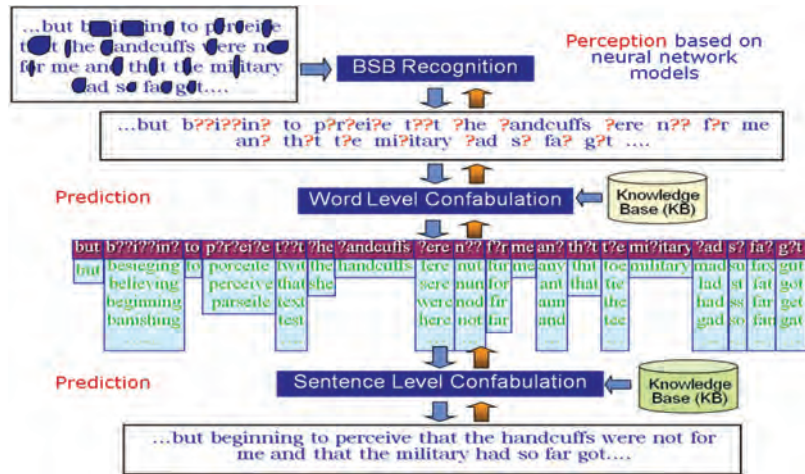 ...but to perceive
the handcuffs were
for me and that the military
had so far got....
BSB Recognition
Perception based on
neural network
models
...but b??i??in? to p?r?ei?e t??t ?he ?andcuffs ?ere n?? f?r me
an? th?t t?e mi?itary ?ad s? fa? g?t ....
Prediction
Word Level Confabulation
Knowledge
Base (KB)
but b??i??in? to p?r?ei?e t??t ?he ?andcuffs ?ere n?? f?r me an? th?t t?e mi?itary ?ad s? fa? g?t
but besieging to porceite twit the handcuffs fere nut fur me any thit toe military mad su fax gut
believing perceive that she sere nun for ant that tie lad st fat got
beginning parseile text were nod fir ann the had ss far get
banishing test here not far and tee gad so fan gat
Prediction
Sentence Level Confabulation
Knowledge
Base (KB)
...but beginning to perceive that the handcuffs were not for
me and that the military had so far got....